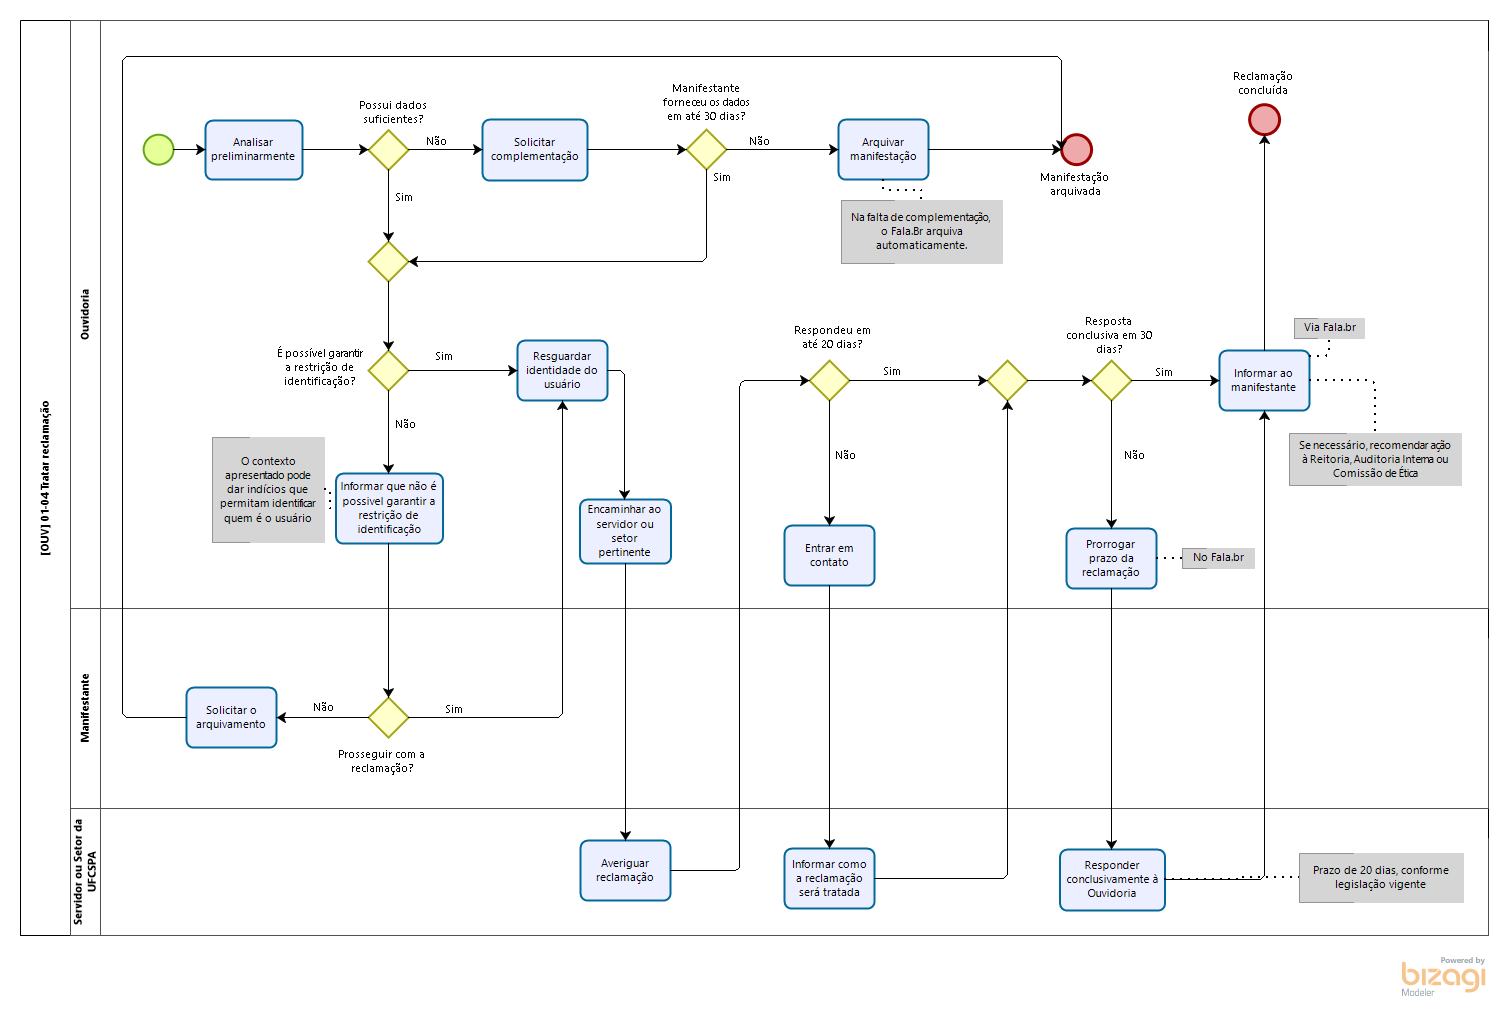 [OUV] 01-04 Tratar reclamação
Ouvidoria
Manifestante
Servidor ou Setor da
UFCSPA
Analisar
preliminarmente
Possui dados
suficientes?
Não
Sim
Solicitar
complementação
Manifestante
forneceu os dados
em até 30 dias?
Não
Sim
Arquivar
manifestação
Na falta de complementação,
o Fala.Br arquiva
automaticamente.
Manifestação
arquivada
Reclamação
concluída
É possível garantir
a restrição de
identificação?
Sim
Não
Resguardar
identidade do
usuário
O contexto
apresentado pode
dar indícios que
permitam identificar
quem é o usuário
Informar que não é
possivel garantir a
restrição de
identificação
Encaminhar ao
servidor ou
setor
pertinente
Respondeu em
até 20 dias?
Sim
Não
Entrar em
contato
Resposta
conclusiva em 30
dias?
Sim
Não
Prorrogar
prazo da
reclamação
No Fala.br
Via Fala.br
Informar ao
manifestante
Se necessário, recomendar ação
à Reitoria, Auditoria Interna ou
Comissão de Ética
Solicitar o
arquivamento
Não
Sim
Prosseguir com a
reclamação?
Averiguar
reclamação
Informar como
a reclamação
será tratada
Responder
conclusivamente à
Ouvidoria
Prazo de 20 dias, conforme
legislação vigente
Powered by
bizagi
Modeler